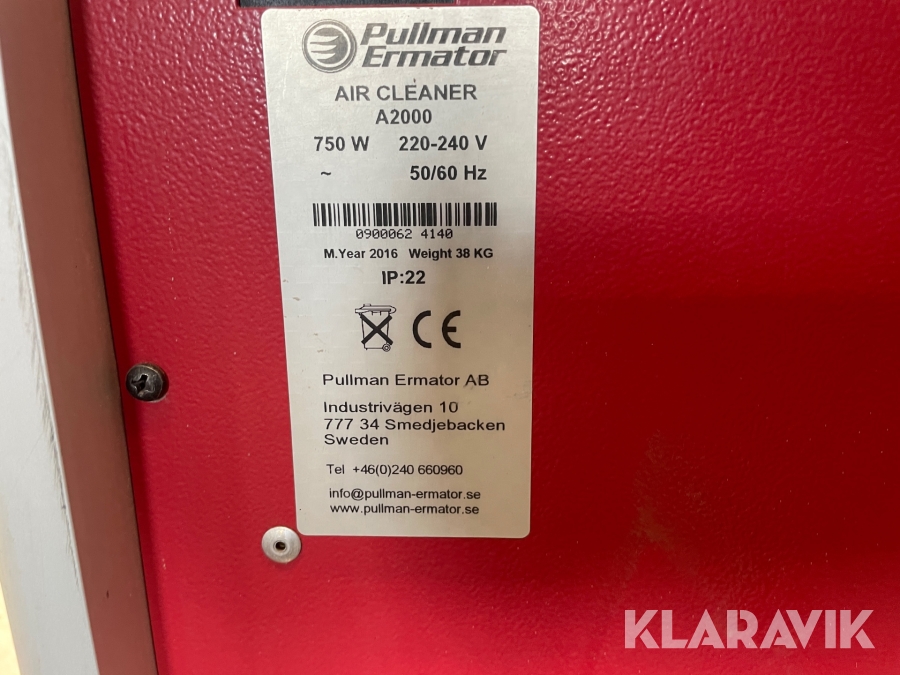 Pullman
Ermator
AIR CLEANER
A2000
750 W 220-240 V
~ 50/60 Hz
0900062 4140
M.Year 2016 Weight 38 KG
IP:22
CE
Pullman Ermator AB
Industrivägen 10
777 34 Smedjebacken
Sweden
Tel +46(0)240 660960
info@pullman-ermator.se
www.pullman-ermator.se
KLARAVIK